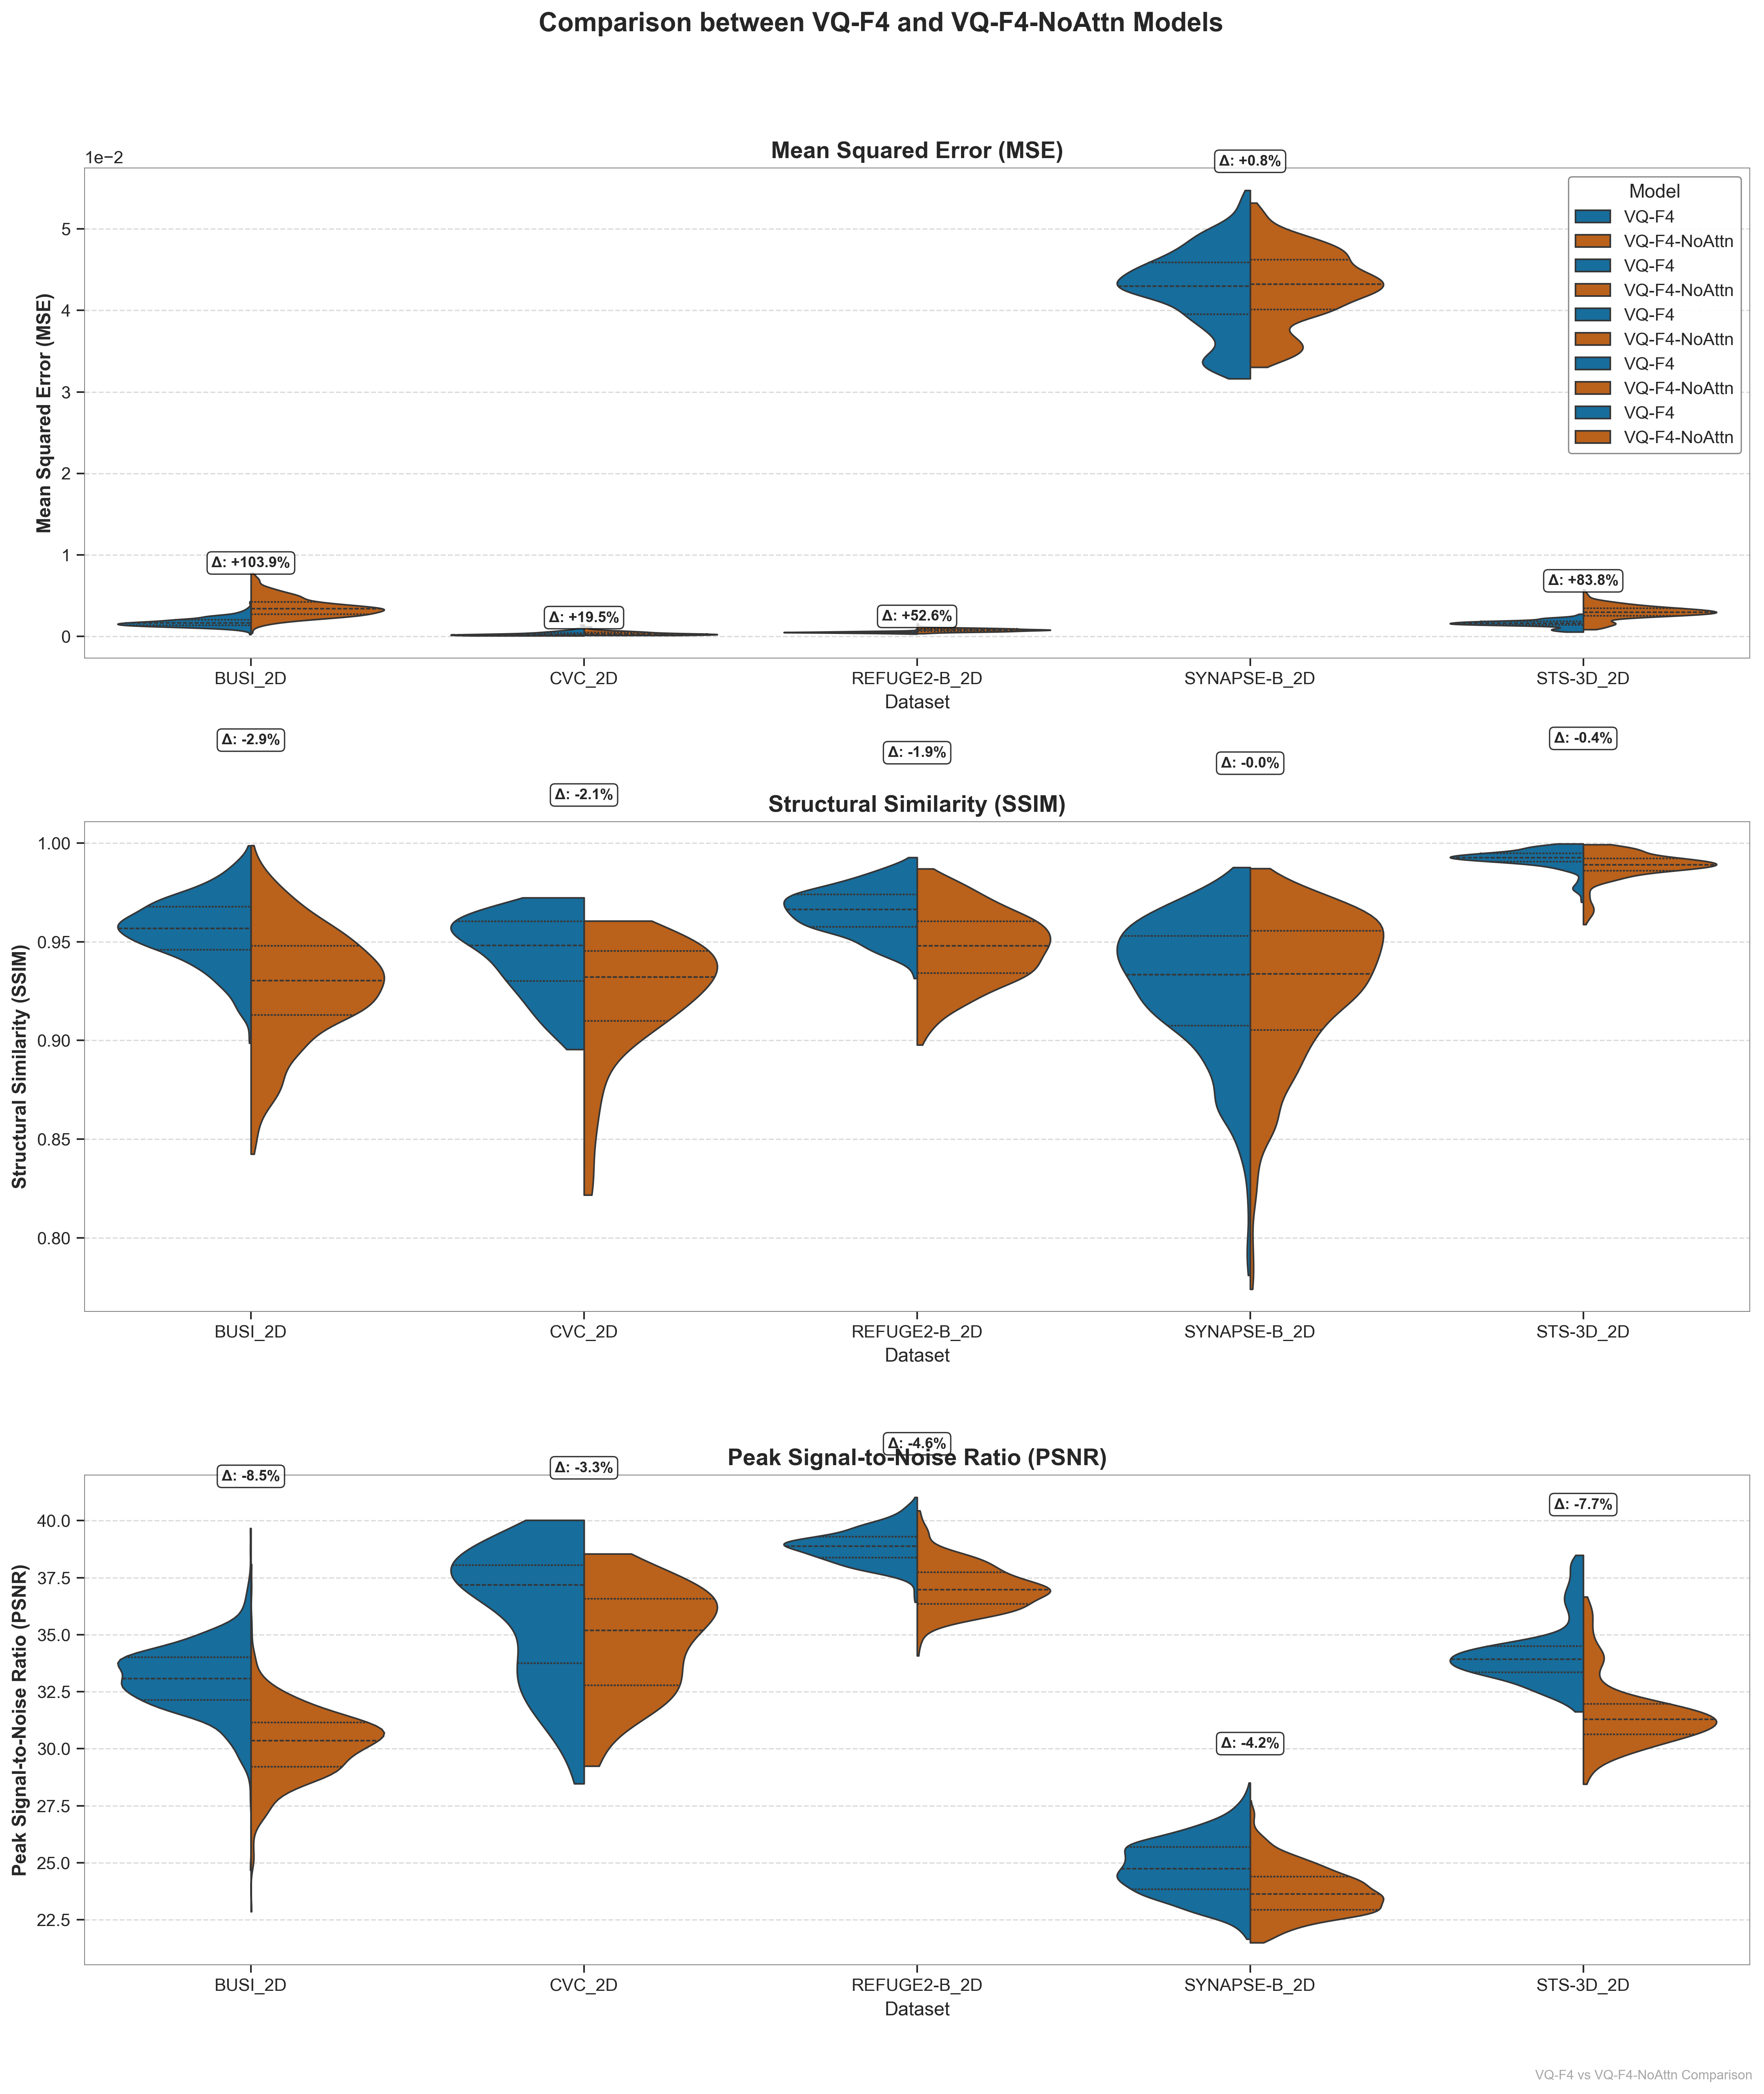 Comparison between VQ-F4 and VQ-F4-NoAttn Models
Mean Squared Error (MSE)
1e−2
Δ: +0.8%
Model
VQ-F4
VQ-F4-NoAttn
VQ-F4
VQ-F4-NoAttn
VQ-F4
VQ-F4-NoAttn
VQ-F4
VQ-F4-NoAttn
VQ-F4
VQ-F4-NoAttn
Mean Squared Error (MSE)
5
4
3
2
1
0
Δ: +103.9%
Δ: +19.5%
Δ: +52.6%
Δ: +83.8%
BUSI_2D
CVC_2D
REFUGE2-B_2D
SYNAPSE-B_2D
STS-3D_2D
Dataset
Δ: -2.9%
Δ: -2.1%
Δ: -1.9%
Δ: -0.0%
Δ: -0.4%
Structural Similarity (SSIM)
Structural Similarity (SSIM)
1.00
0.95
0.90
0.85
0.80
BUSI_2D
CVC_2D
REFUGE2-B_2D
SYNAPSE-B_2D
STS-3D_2D
Dataset
Δ: -4.6%
Peak Signal-to-Noise Ratio (PSNR)
Δ: -8.5%
Δ: -3.3%
Δ: -7.7%
Δ: -4.2%
Peak Signal-to-Noise Ratio (PSNR)
40.0
37.5
35.0
32.5
30.0
27.5
25.0
22.5
BUSI_2D
CVC_2D
REFUGE2-B_2D
SYNAPSE-B_2D
STS-3D_2D
Dataset
VQ-F4 vs VQ-F4-NoAttn Comparison